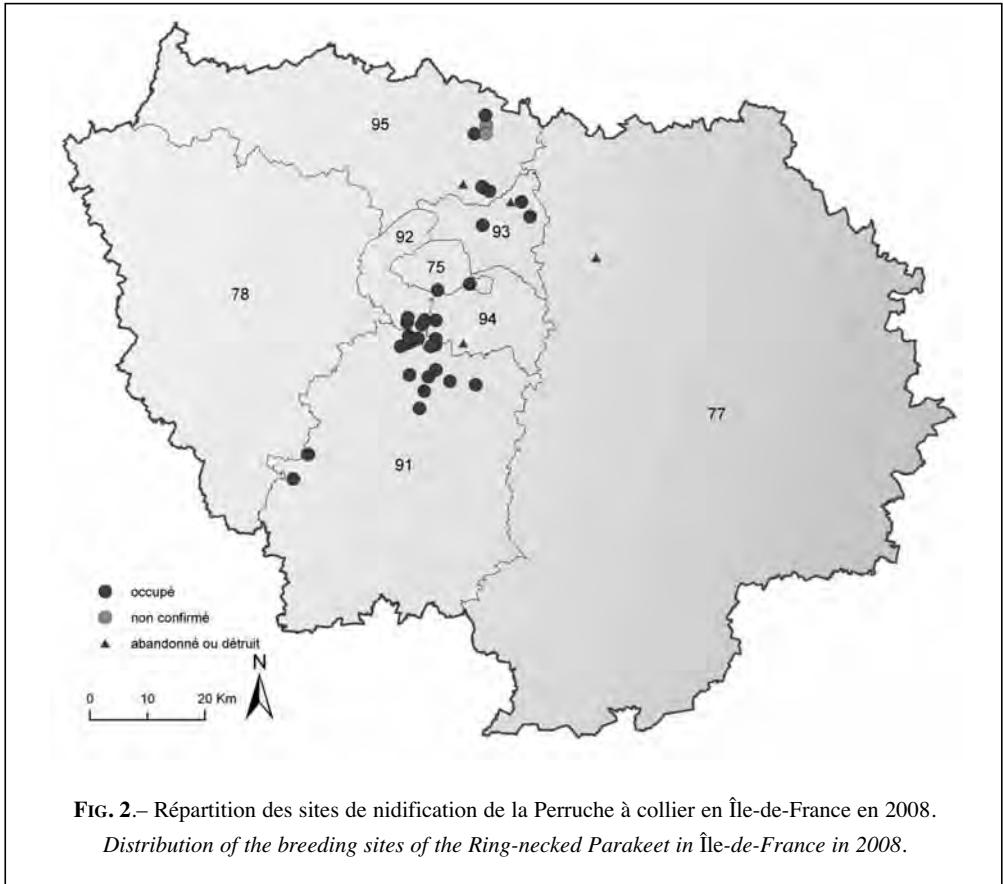 95
92
93
75
78
94
77
91
occupé
non confirmé
abandonné ou détruit
N
0 10 20 Km
FIG. 2.– Répartition des sites de nidification de la Perruche à collier en Île-de-France en 2008.
Distribution of the breeding sites of the Ring-necked Parakeet in Île-de-France in 2008.